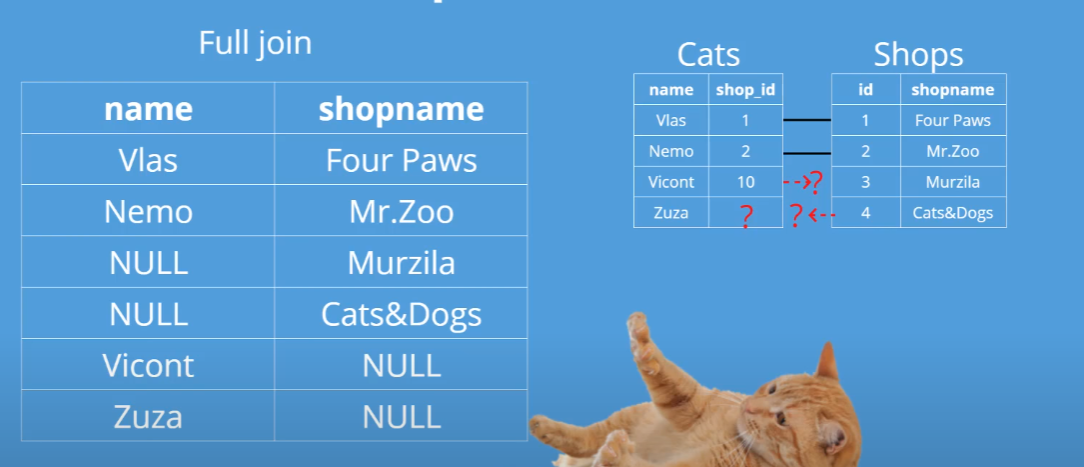 Full join
name shopname
Vlas Four Paws
Nemo Mr.Zoo
NULL Murzila
NULL Cats&Dogs
Vicont NULL
Zuza NULL
Cats Shops
name shop_id id shopname
Vlas 1 1 Four Paws
Nemo 2 2 Mr.Zoo
Vicont 10 ? 3 Murzila
Zuza ? ? 4 Cats&Dogs